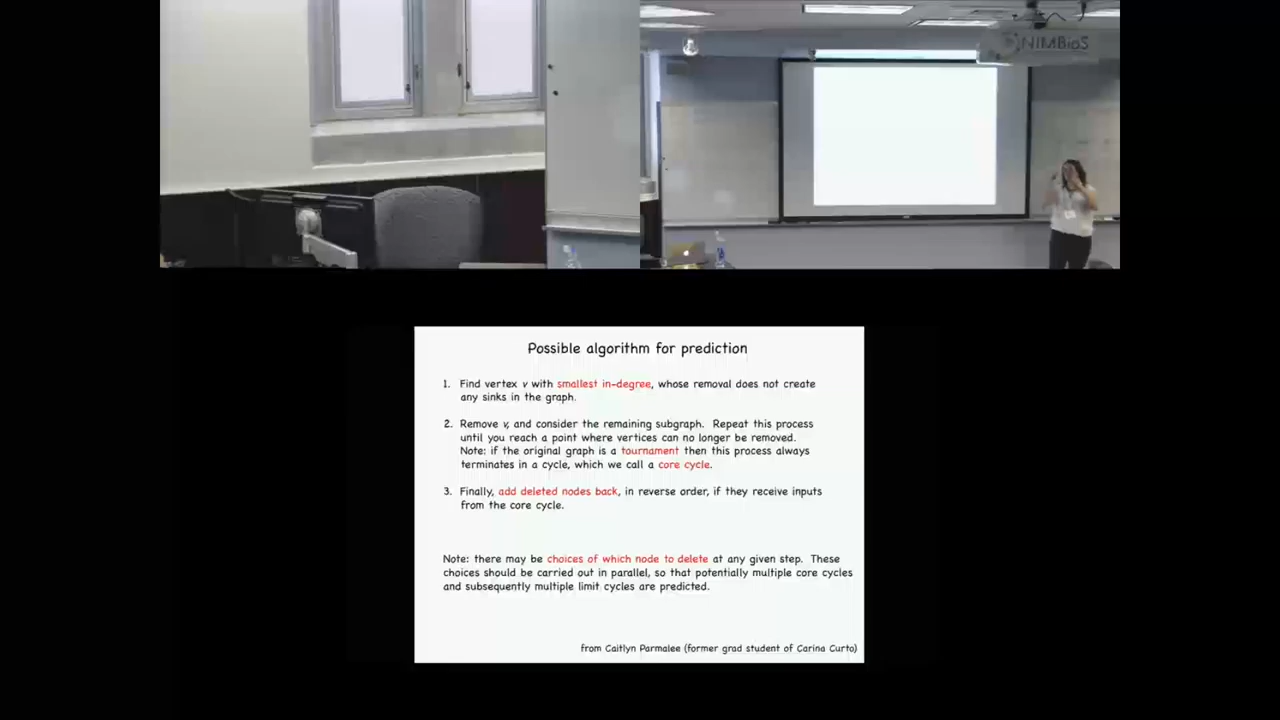 NIMBioS
Possible algorithm for prediction
1. Find vertex v with smallest in-degree, whose removal does not create
any sinks in the graph.
2. Remove v, and consider the remaining subgraph. Repeat this process
until you reach a point where vertices can no longer be removed.
Note: if the original graph is a tournament then this process always
terminates in a cycle, which we call a core cycle.
3. Finally, add deleted nodes back, in reverse order, if they receive inputs
from the core cycle.
Note: there may be choices of which node to delete at any given step. These
choices should be carried out in parallel, so that potentially multiple core cycles
and subsequently multiple limit cycles are predicted.
from Caitlyn Parmalee (former grad student of Carina Curto)